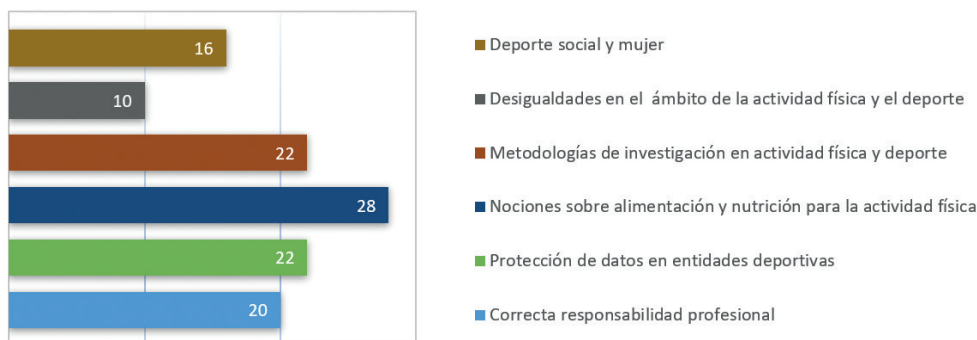 16
Deporte social y mujer
10
Desigualdades en el ámbito de la actividad física y el deporte
22
Metodologías de investigación en actividad física y deporte
28
Nociones sobre alimentación y nutrición para la actividad física
22
Protección de datos en entidades deportivas
20
Correcta responsabilidad profesional